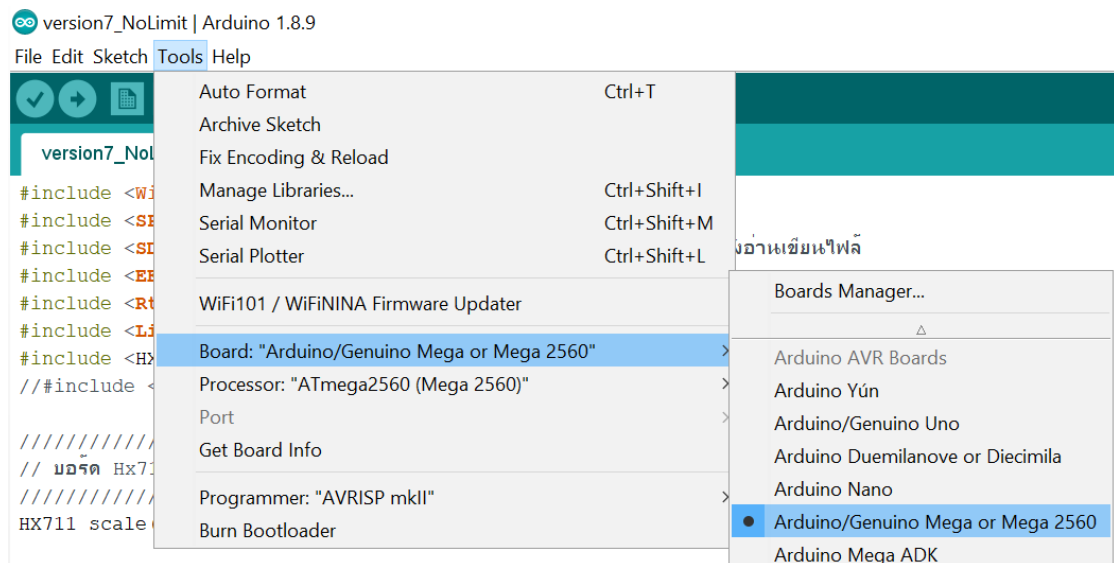 version7_NoLimit | Arduino 1.8.9
File Edit Sketch Tools Help
version7_NoL
Auto Format Ctrl+T
Archive Sketch
Fix Encoding & Reload
Manage Libraries... Ctrl+Shift+I
Serial Monitor Ctrl+Shift+M
Serial Plotter Ctrl+Shift+L
WiFi101 / WiFiNINA Firmware Updater
Board: "Arduino/Genuino Mega or Mega 2560"
Processor: "ATmega2560 (Mega 2560)"
Port
Get Board Info
Programmer: "AVRISP mkII"
Burn Bootloader
#include <Wi
#include <SP
#include <SD
อ่านเขียนไฟล์
#include <EE
#include <Rt
#include <Li
#include <HX
//#include <
////////////
// บอร์ด Hx71
////////////
HX711 scale
Boards Manager...
Arduino AVR Boards
Arduino Yún
Arduino/Genuino Uno
Arduino Duemilanove or Diecimila
Arduino Nano
Arduino/Genuino Mega or Mega 2560
Arduino Mega ADK